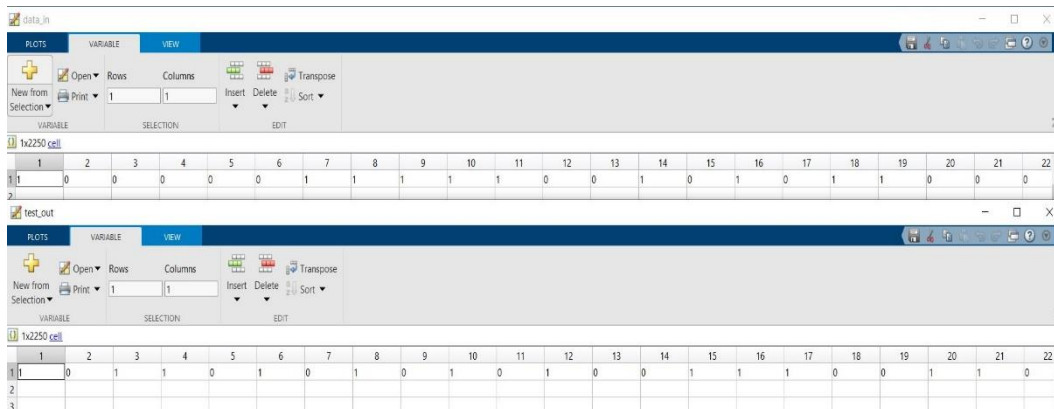 data_in
PLOTS VARIABLE VIEW
New from Selection Open Print Rows Columns Insert Delete Transpose Sort
1 1
VARIABLE SELECTION EDIT
1x2250 cell
1 2 3 4 5 6 7 8 9 10 11 12 13 14 15 16 17 18 19 20 21 22
1 1 0 0 0 0 0 1 1 1 1 1 0 0 1 0 1 0 1 1 0 0 0
2
test_out
PLOTS VARIABLE VIEW
New from Selection Open Print Rows Columns Insert Delete Transpose Sort
1 1
VARIABLE SELECTION EDIT
1x2250 cell
1 2 3 4 5 6 7 8 9 10 11 12 13 14 15 16 17 18 19 20 21 22
1 1 0 1 1 0 1 0 1 0 1 0 1 0 0 1 1 1 0 0 1 1 0
2
3